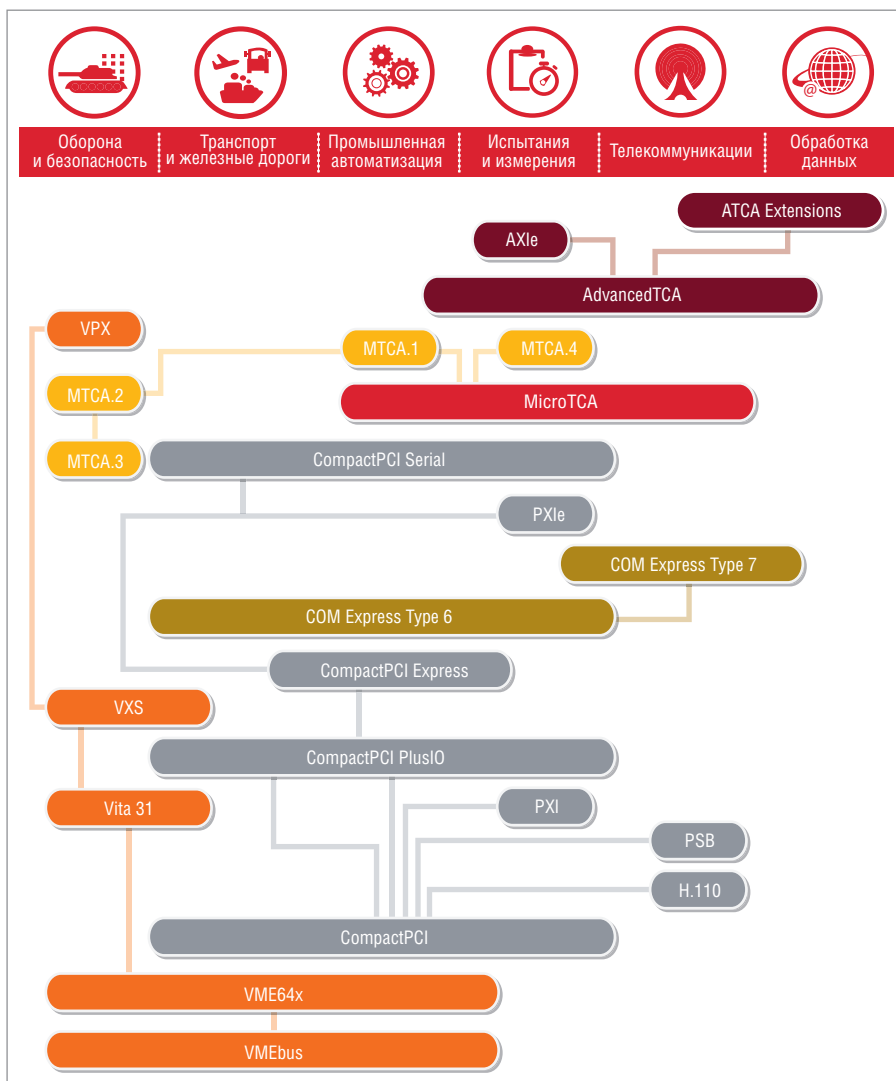 @
Оборона
и безопасность
Транспорт
и железные дороги
Промышленная
автоматизация
Испытания
и измерения
Телекоммуникации
Обработка
данных
ATCA Extensions
AXIe
AdvancedTCA
VPX
MTCA.1
MTCA.4
MTCA.2
MicroTCA
MTCA.3
CompactPCI Serial
PXIe
COM Express Type 7
COM Express Type 6
CompactPCI Express
VXS
CompactPCI PlusIO
Vita 31
PXI
PSB
H.110
CompactPCI
VME64x
VMEbus